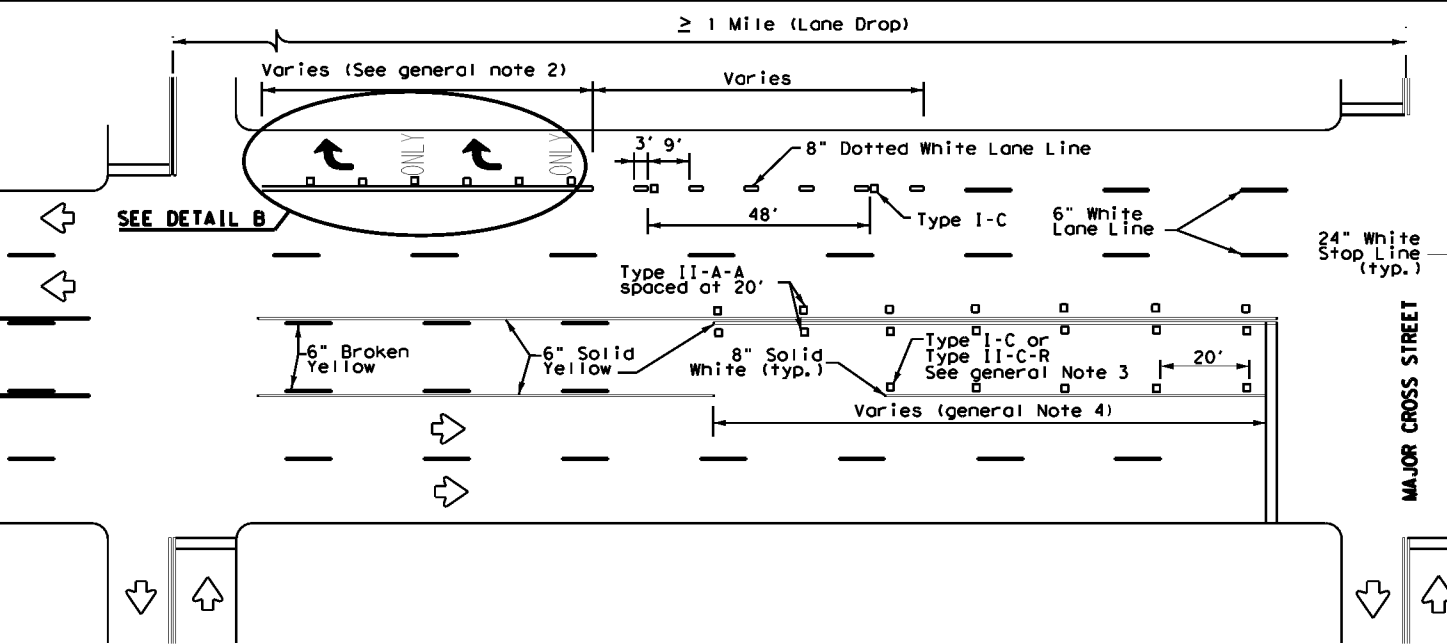 ≥ 1 Mile (Lane Drop)
Varies (See general note 2)
Varies
ONLY
ONLY
3'
9'
8" Dotted White Lane Line
SEE DETAIL B
48'
Type I-C
6" White
Lane Line
24" White
Stop Line
(typ.)
Type II-A-A
spaced at 20'
6" Broken
Yellow
6" Solid
Yellow
8" Solid
White (typ.)
Type I-C or
Type II-C-R
See general Note 3
20'
Varies (general Note 4)
MAJOR CROSS STREET